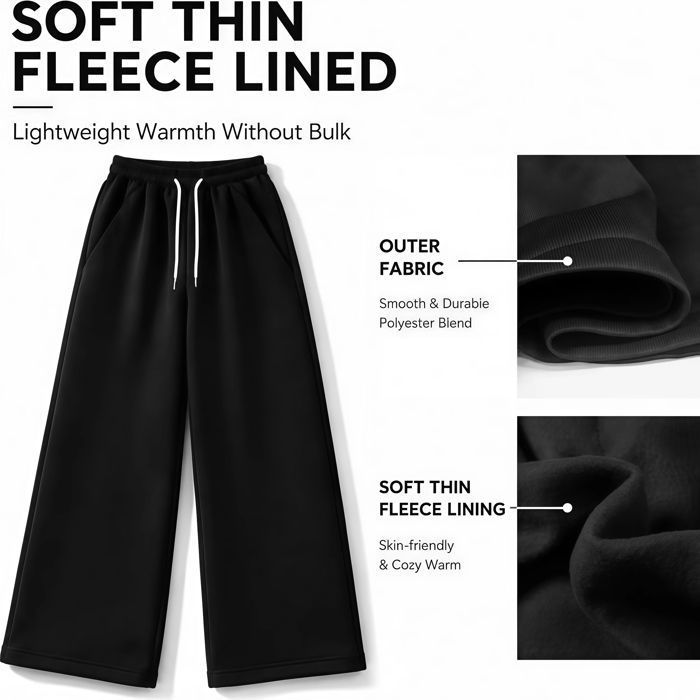 SOFT THIN
FLEECE LINED
Lightweight Warmth Without Bulk
OUTER
FABRIC
Smooth & Durable
Polyester Blend
SOFT THIN
FLEECE LINING
Skin-friendly
& Cozy Warm